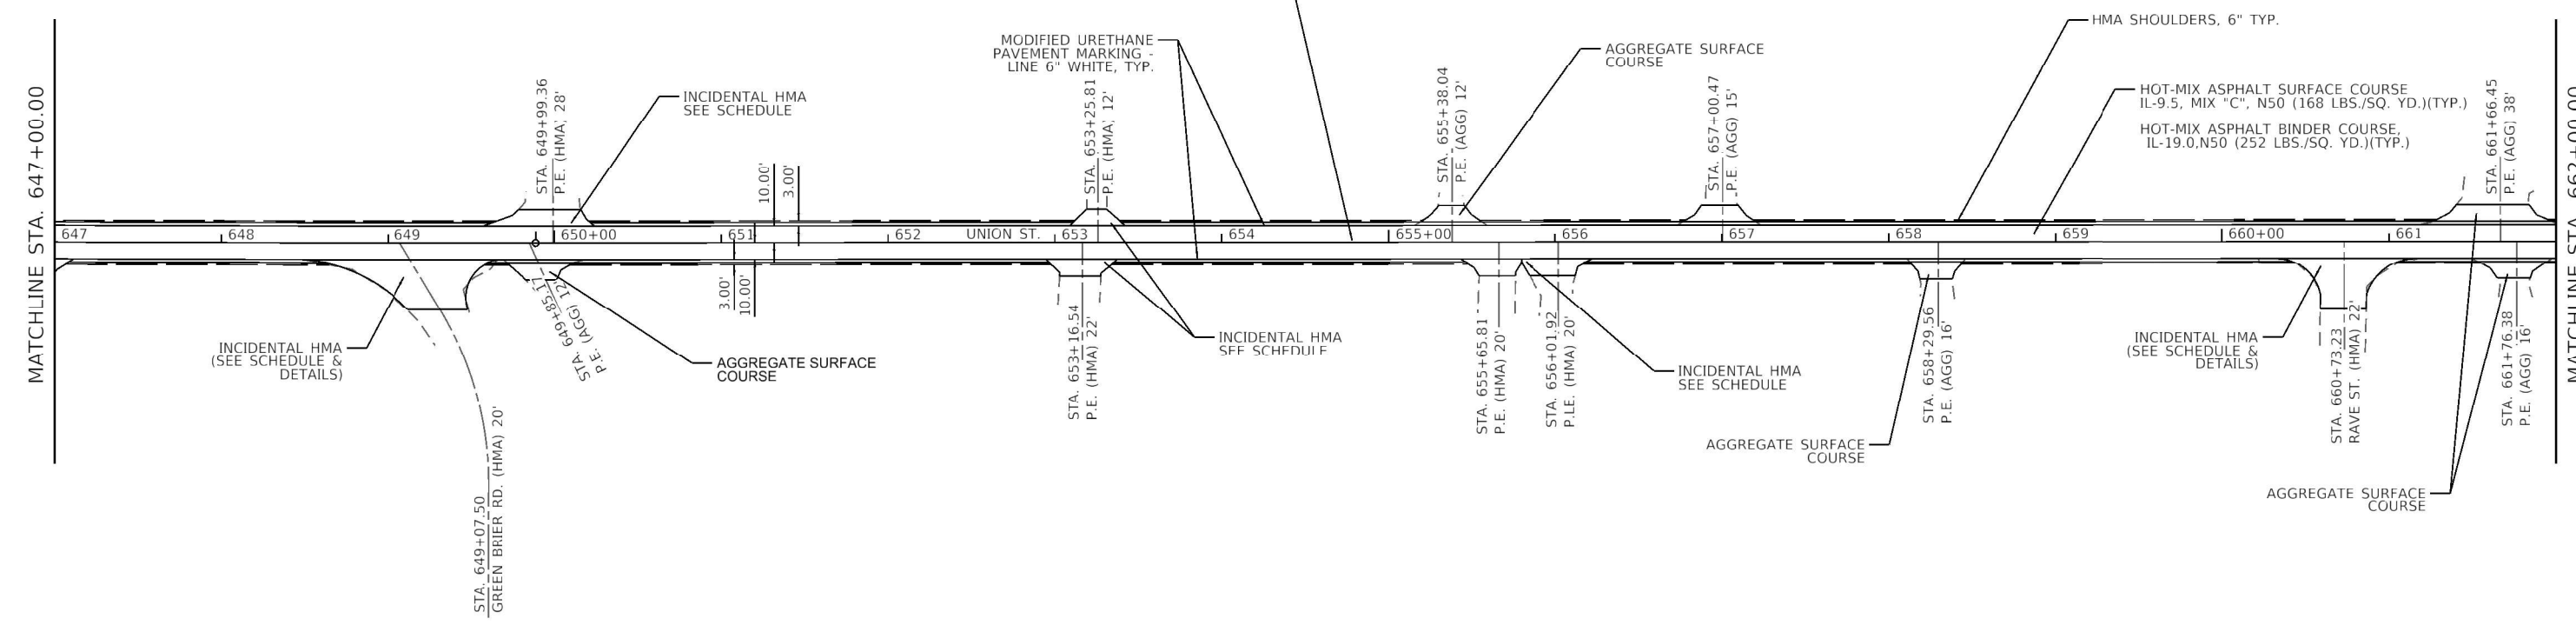 MATCHLINE STA. 647+00.00
STA. 649+99.36
P.E. (HMA, 28'
INCIDENTAL HMA
SEE SCHEDULE
10.00'
3.00'
MODIFIED URETHANE
PAVEMENT MARKING -
LINE 6" WHITE, TYP.
STA. 653+25.81
P.E. (HMA, 12'
STA. 655+38.04
P.E. (AGG) 12'
AGGREGATE SURFACE
COURSE
STA. 657+00.47
P.E. (AGG) 15'
HMA SHOULDERS, 6" TYP.
HOT-MIX ASPHALT SURFACE COURSE
IL-9.5, MIX "C", N50 (168 LBS./SQ. YD.)(TYP.)
HOT-MIX ASPHALT BINDER COURSE,
IL-19.0,N50 (252 LBS./SQ. YD.)(TYP.)
STA. 661+66.45
P.E. (AGG) 38'
647
648
649
650+00
651
652
UNION ST.
653
654
655+00
656
657
658
659
660+00
661
INCIDENTAL HMA
(SEE SCHEDULE &
DETAILS)
STA. 649+07.50
GREEN BRIER RD. (HMA) 20'
STA. 649+85.17
P.E. (AGG) 12'
AGGREGATE SURFACE
COURSE
3.00'
10.00'
STA. 653+16.54
P.E. (HMA) 22'
INCIDENTAL HMA
SEE SCHEDULE
STA. 655+65.81
P.E. (HMA) 20'
STA. 656+01.92
P.LE. (HMA) 20'
INCIDENTAL HMA
SEE SCHEDULE
AGGREGATE SURFACE
COURSE
STA. 658+29.56
P.E. (AGG) 16'
INCIDENTAL HMA
(SEE SCHEDULE &
DETAILS)
STA. 660+73.23
RAVE ST. (HMA) 22'
STA. 661+76.38
P.E. (AGG) 16'
AGGREGATE SURFACE
COURSE
MATCHLINE STA. 662+00.00